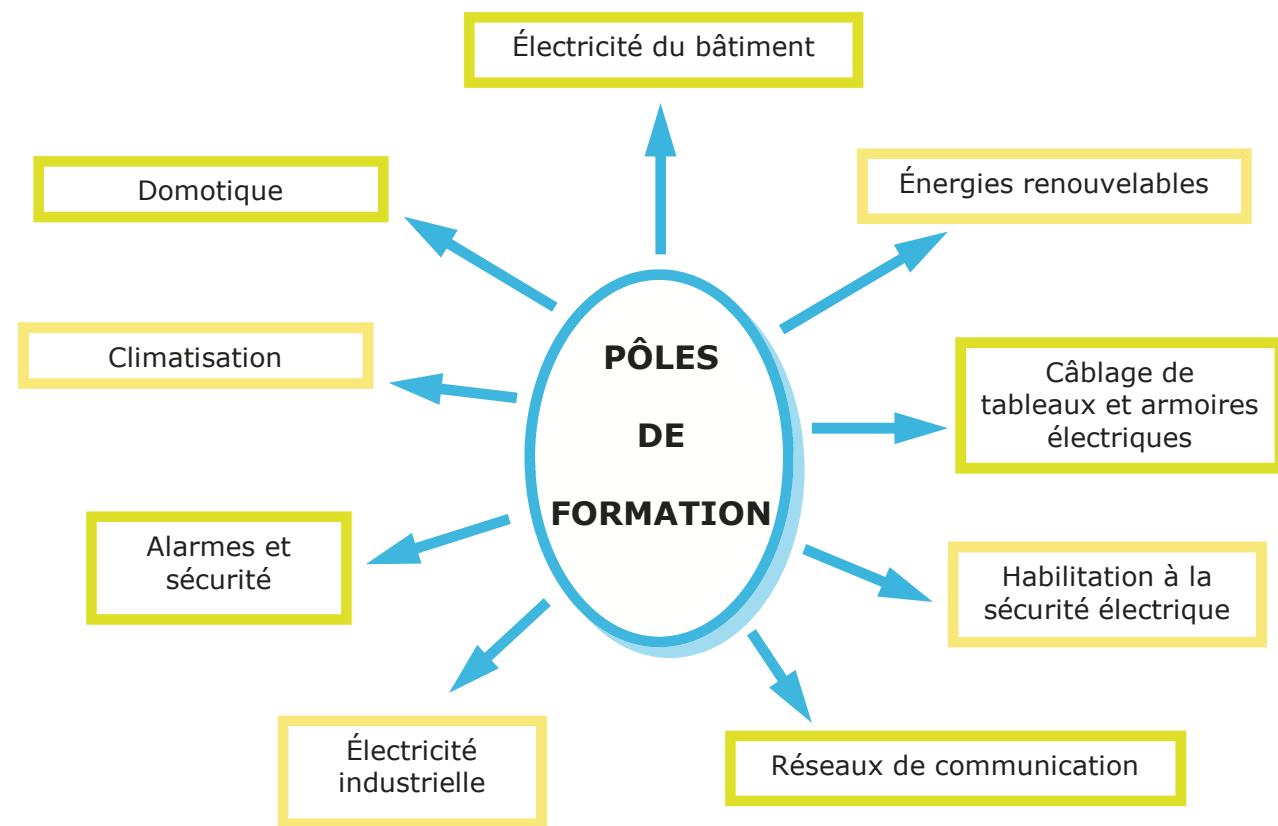 Électricité du bâtiment
Domotique
Énergies renouvelables
Climatisation
PÔLES
DE
FORMATION
Câblage de
tableaux et armoires
électriques
Alarmes et
sécurité
Habilitation à la
sécurité électrique
Électricité
industrielle
Réseaux de communication